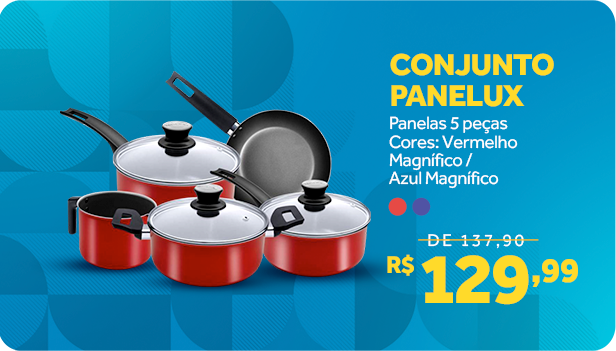 CONJUNTO
PANELUX
Panelas 5 peças
Cores: Vermelho
Magnífico /
Azul Magnífico
DE 137,90
R$ 129,99